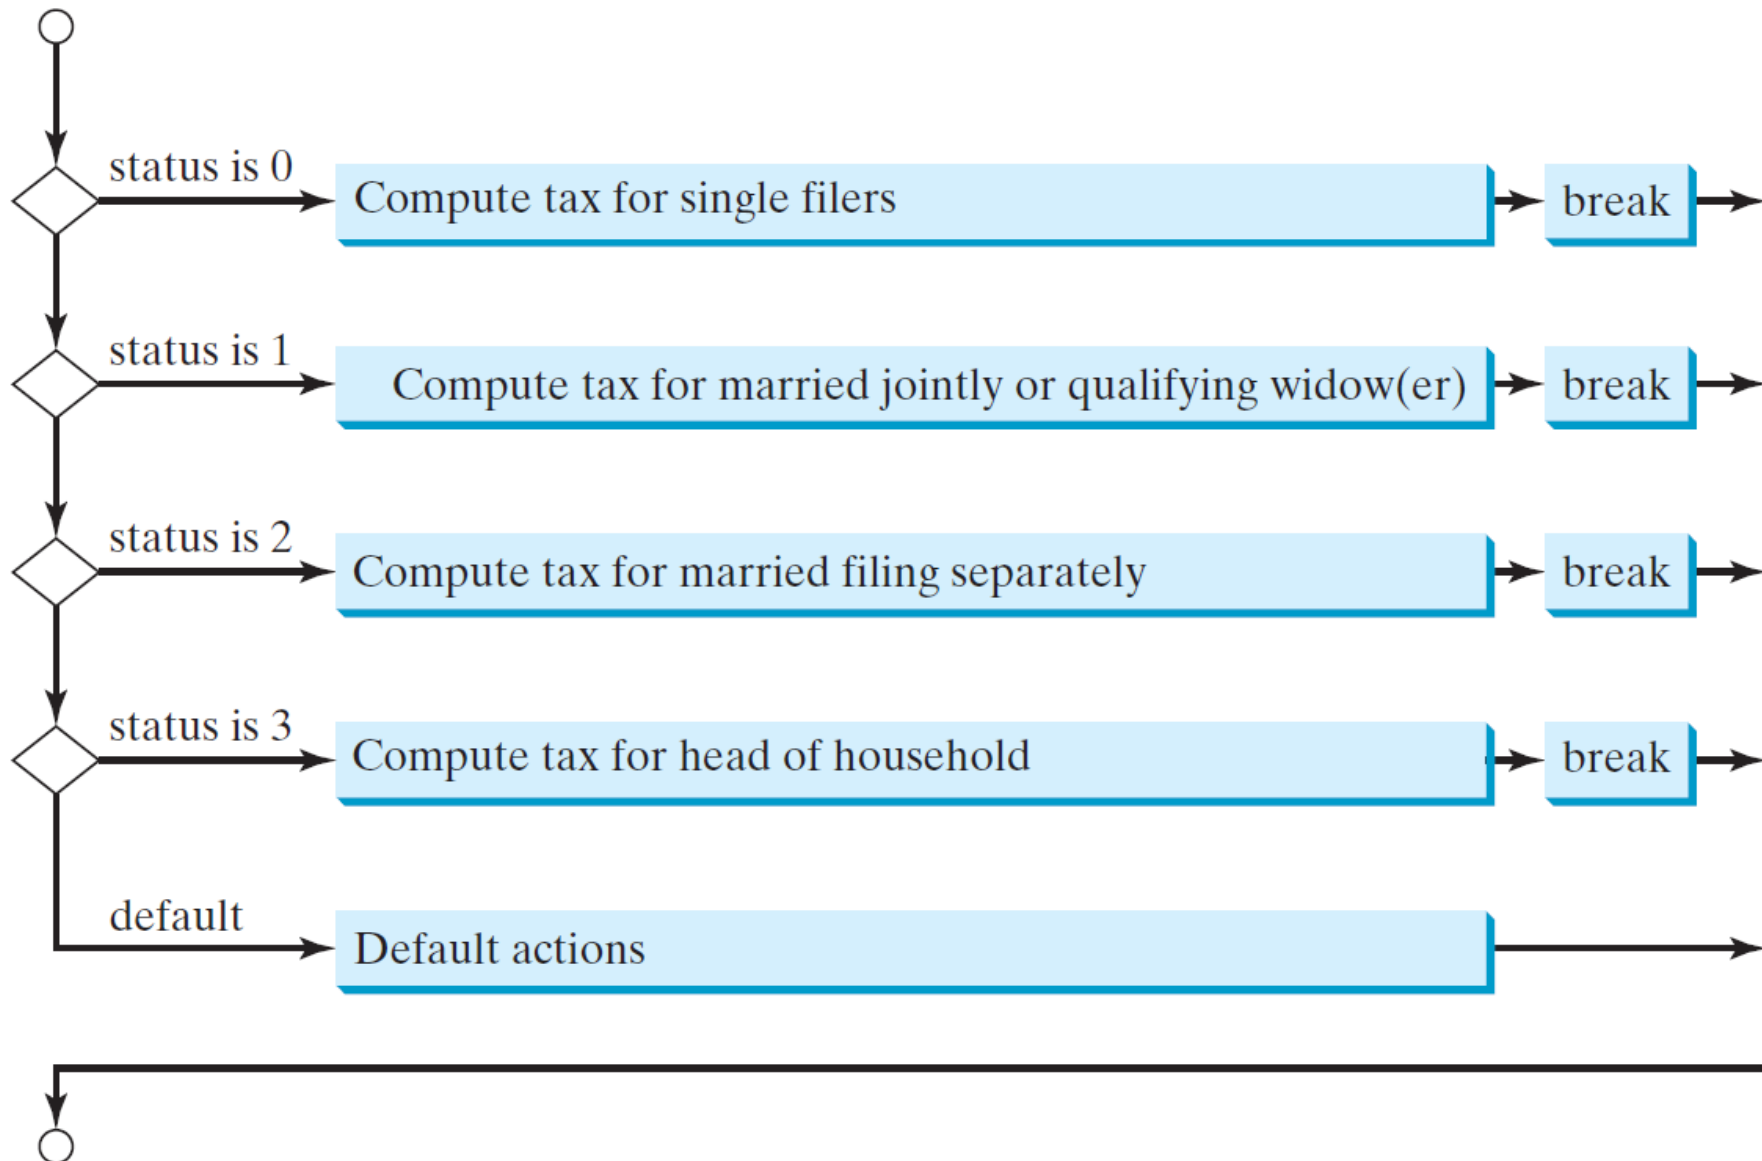 status is 0
Compute tax for single filers
break
status is 1
Compute tax for married jointly or qualifying widow(er)
break
status is 2
Compute tax for married filing separately
break
status is 3
Compute tax for head of household
break
default
Default actions